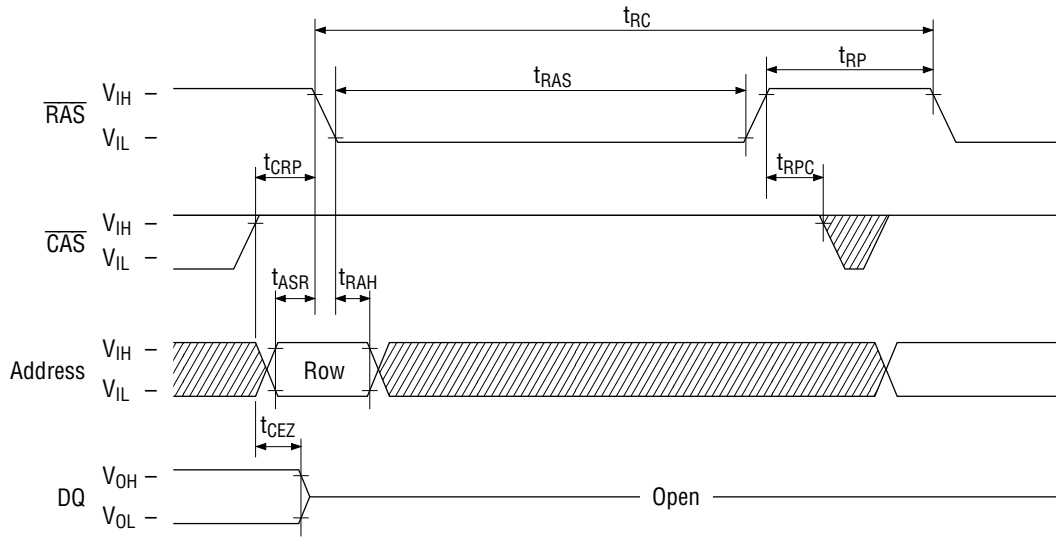 tRC
tRAS
tRP
RAS
VIH –
VIL –
tCRP
tRPC
CAS
VIH –
VIL –
tASR
tRAH
Address
VIH –
VIL –
Row
tCEZ
DQ
VOH –
VOL –
Open